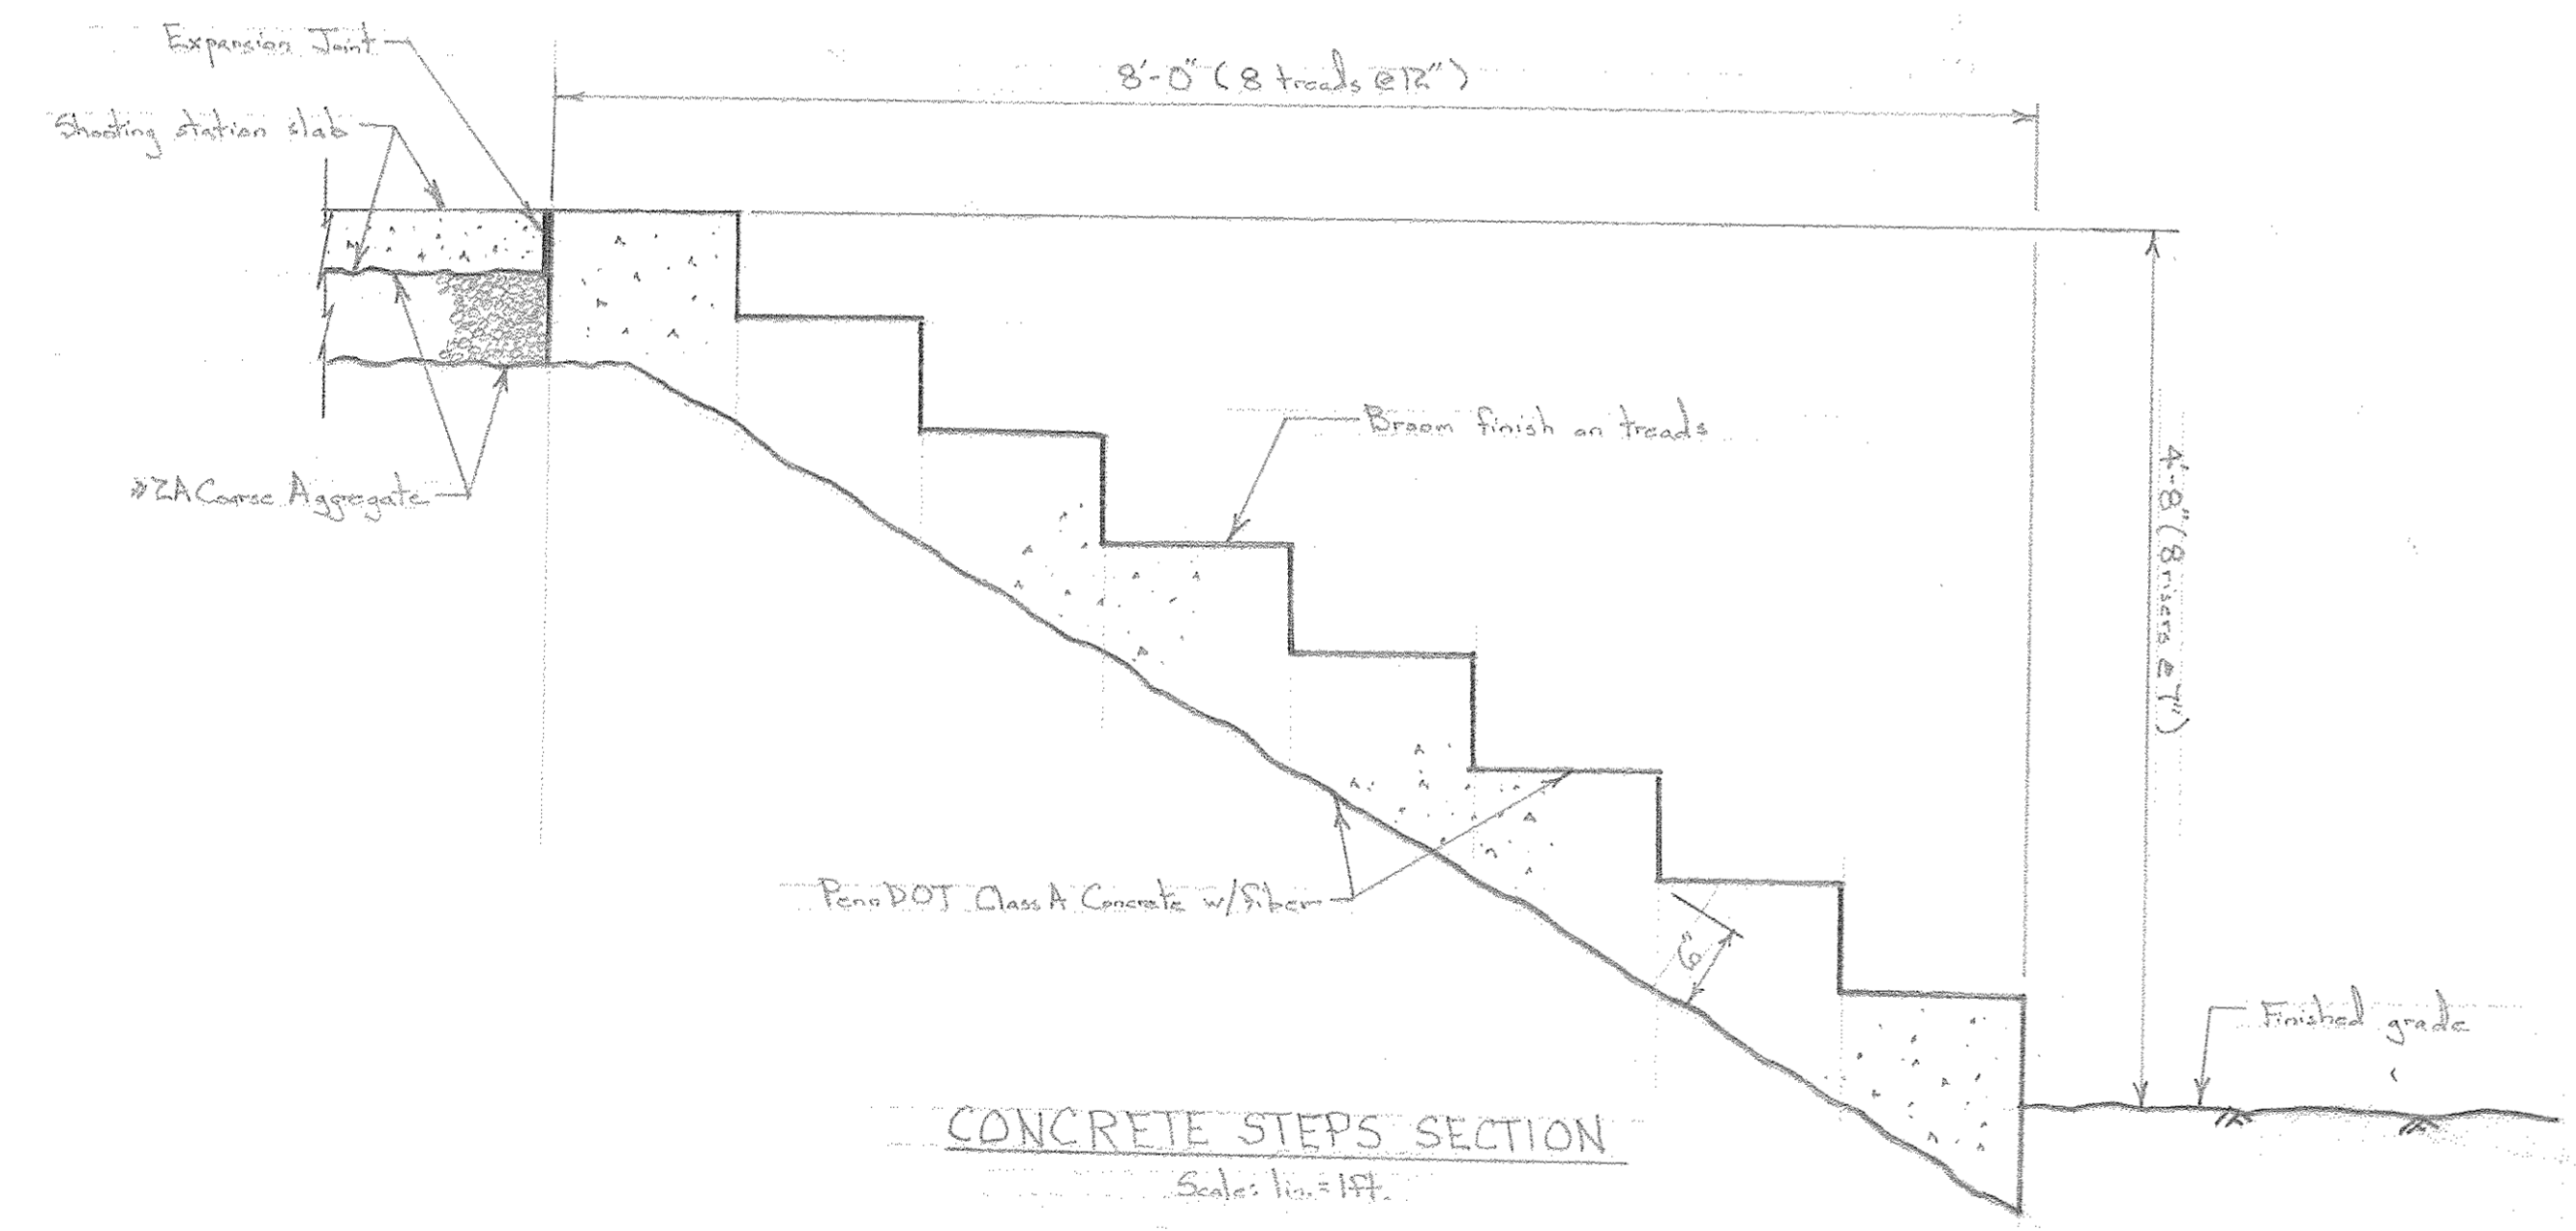 Expansion Joint
8'-0" ( 8 treads @ 12" )
Shooting station slab
Broom finish on treads
#2A Coarse Aggregate
4'-8" (8 risers @ 7")
PennDOT Class A Concrete w/fiber
6"
Finished grade
CONCRETE STEPS SECTION
Scale: 1in. = 1ft.